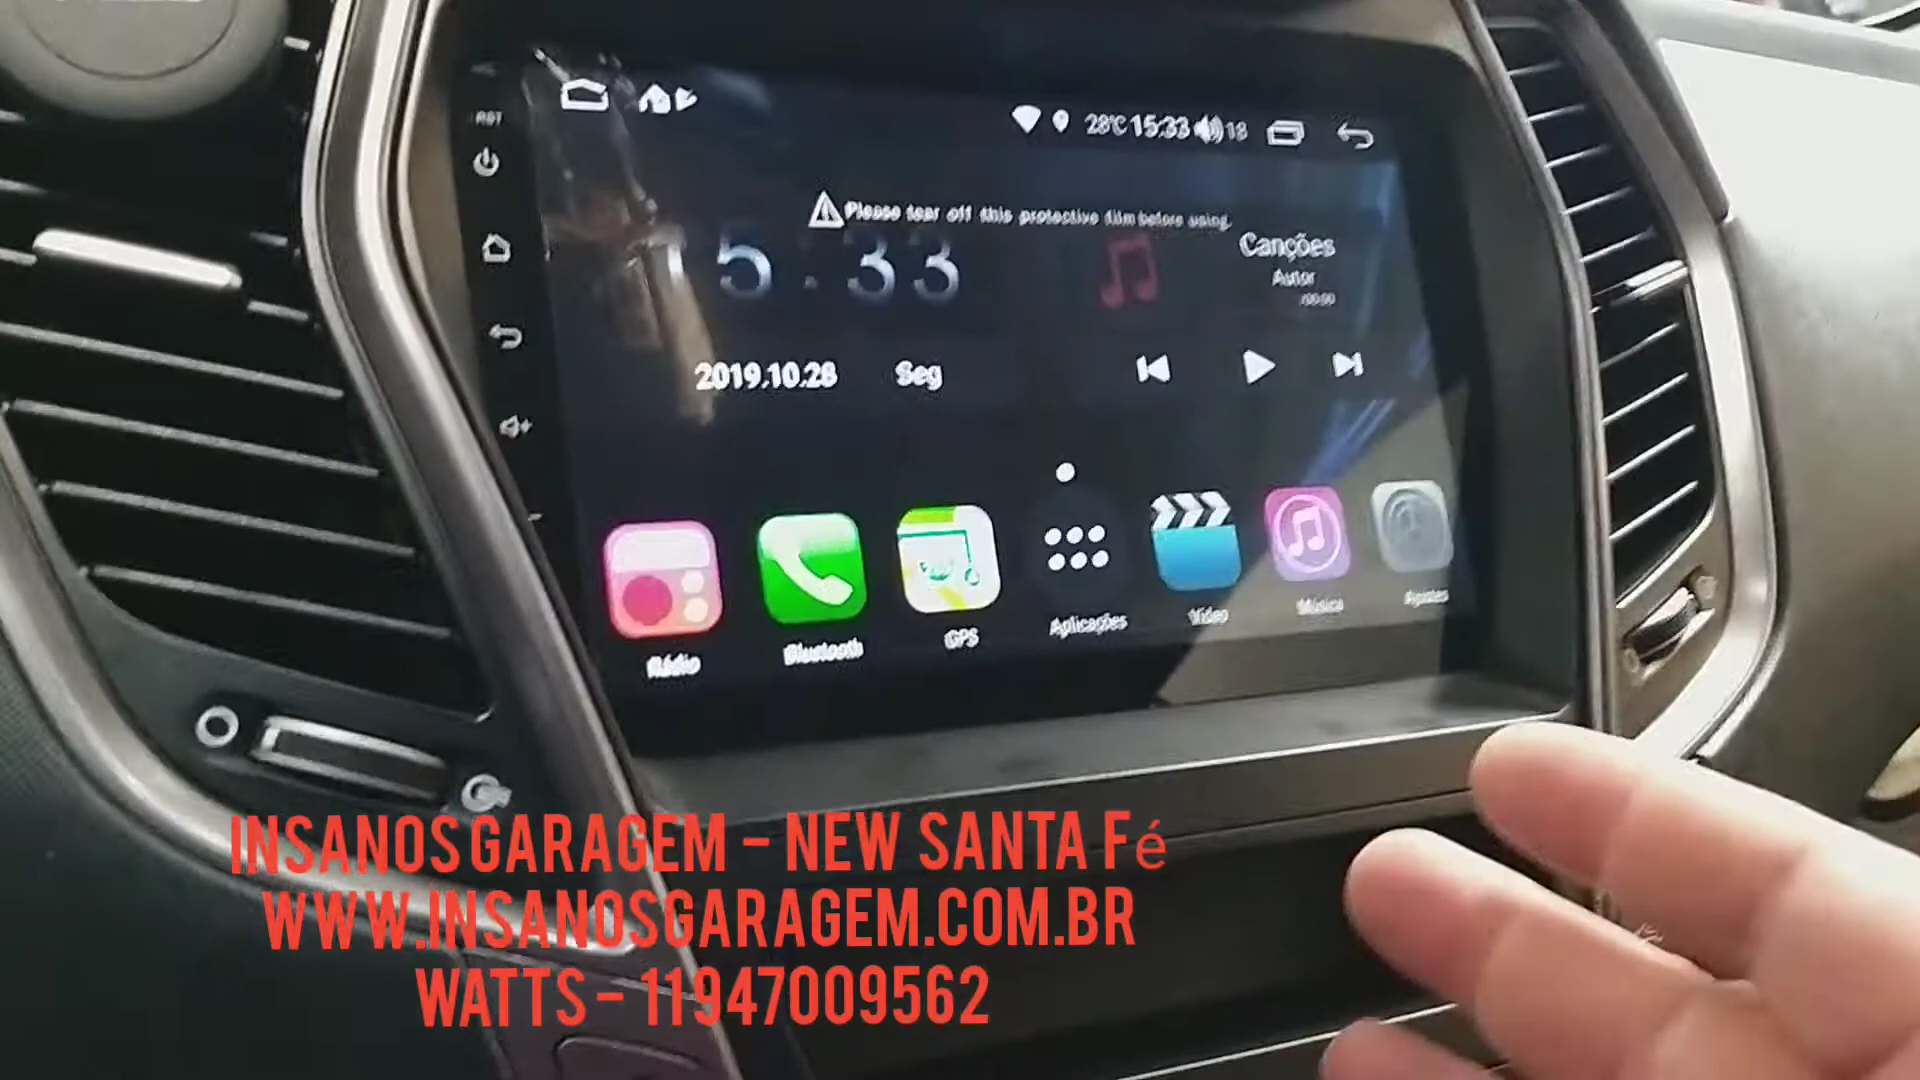 RST
28°C 15:33 18
Please tear off this protective film before using.
15:33
Canções
Autor
2019.10.28 Seg
Rádio
Bluetooth
GPS
Aplicações
Vídeo
Música
Ajustes
INSANOS GARAGEM - NEW SANTA Fé
WWW.INSANOSGARAGEM.COM.BR
WATTS - 11947009562